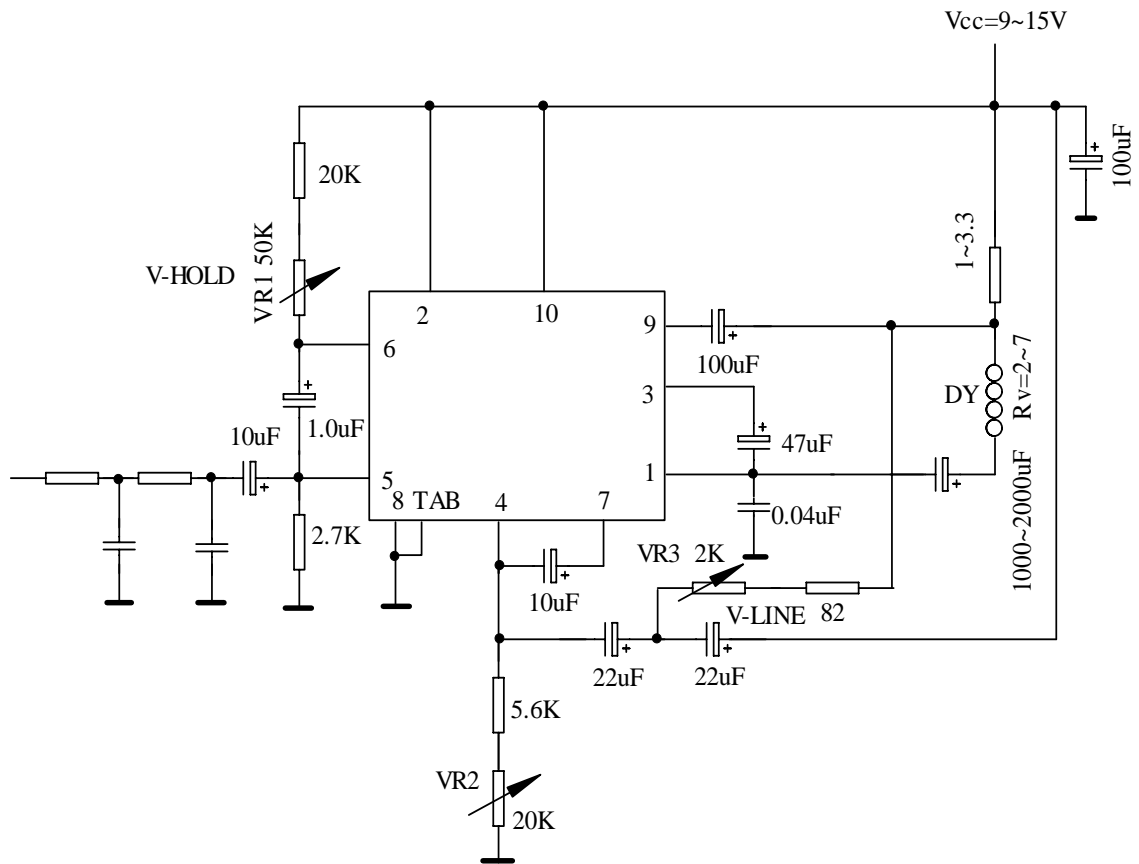 Vcc=9~15V
100uF
20K
1~3.3
V-HOLD
VR1 50K
2
10
9
6
100uF
3
DY
Rv=2~7
1.0uF
10uF
47uF
1
5
8 TAB
4
7
0.04uF
1000~2000uF
2.7K
VR3 2K
10uF
V-LINE
82
22uF
22uF
5.6K
VR2
20K
+
+
+
+
+
+
+
+
+